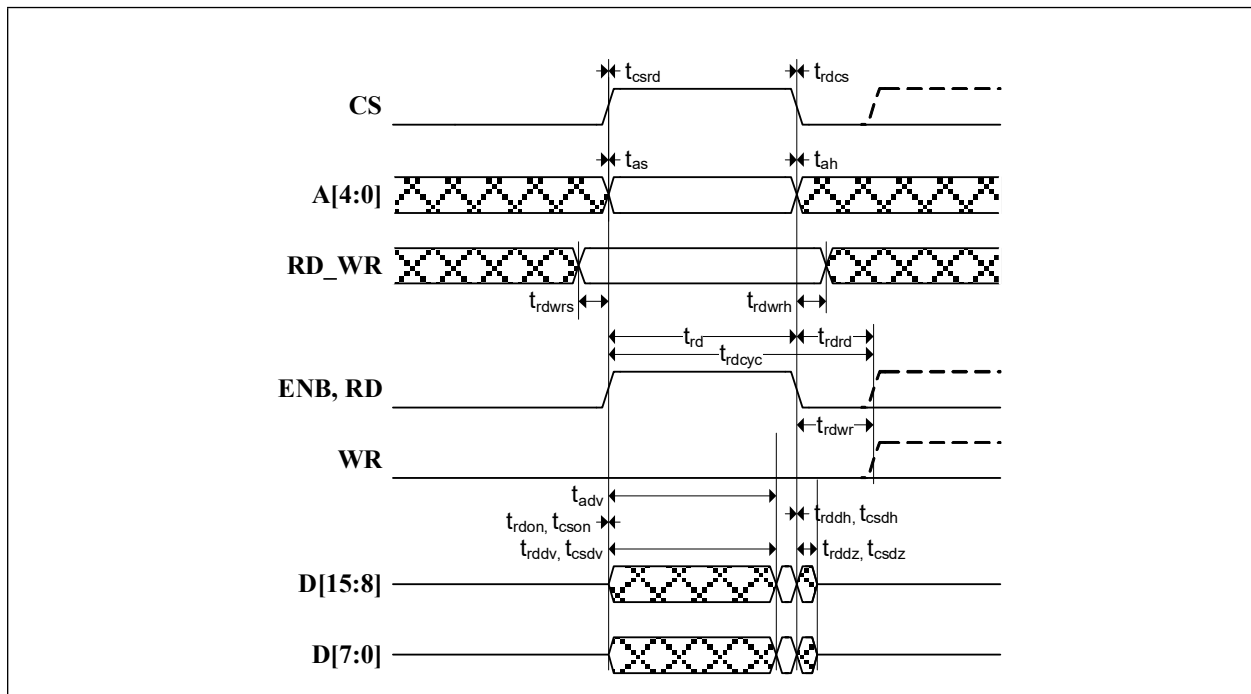 t_csrd t_rdcs
CS
t_as t_ah
A[4:0]
RD_WR
t_rdwrs t_rdwrh
t_rd t_rdrd
t_rdcyc
ENB, RD
t_rdwr
WR
t_adv
t_rdon, t_cson t_rddh, t_csdh
t_rddv, t_csdv t_rddz, t_csdz
D[15:8]
D[7:0]